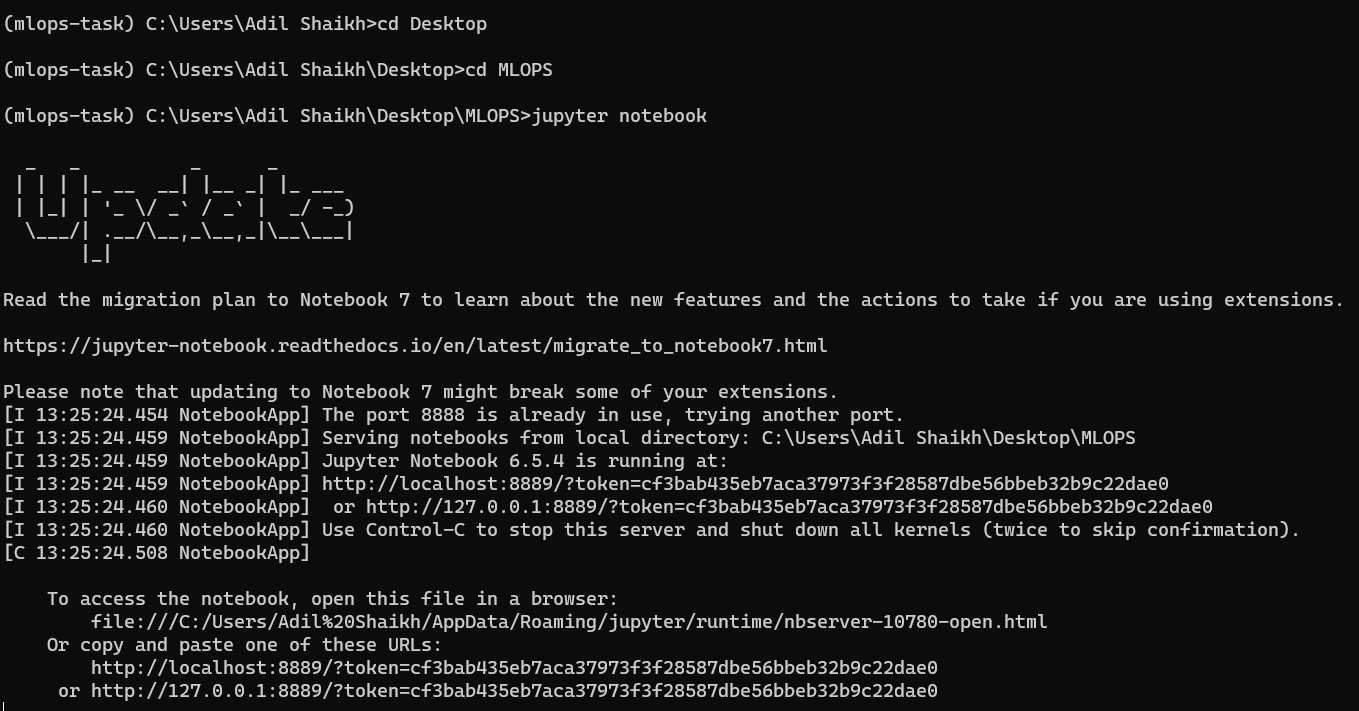 (mlops-task) C:\Users\Adil Shaikh>cd Desktop
(mlops-task) C:\Users\Adil Shaikh\Desktop>cd MLOPS
(mlops-task) C:\Users\Adil Shaikh\Desktop\MLOPS>jupyter notebook
  _   _          _      _
 | | | |_ __  __| |__ _| |_ ___
 | |_| | '_ \/ _` / _` |  _/ -_)
  \___/| .__/\__,_\__,_|\__\___|
       |_|
Read the migration plan to Notebook 7 to learn about the new features and the actions to take if you are using extensions.
https://jupyter-notebook.readthedocs.io/en/latest/migrate_to_notebook7.html
Please note that updating to Notebook 7 might break some of your extensions.
[I 13:25:24.454 NotebookApp] The port 8888 is already in use, trying another port.
[I 13:25:24.459 NotebookApp] Serving notebooks from local directory: C:\Users\Adil Shaikh\Desktop\MLOPS
[I 13:25:24.459 NotebookApp] Jupyter Notebook 6.5.4 is running at:
[I 13:25:24.459 NotebookApp] http://localhost:8889/?token=cf3bab435eb7aca37973f3f28587dbe56bbeb32b9c22dae0
[I 13:25:24.460 NotebookApp]  or http://127.0.0.1:8889/?token=cf3bab435eb7aca37973f3f28587dbe56bbeb32b9c22dae0
[I 13:25:24.460 NotebookApp] Use Control-C to stop this server and shut down all kernels (twice to skip confirmation).
[C 13:25:24.508 NotebookApp]
    To access the notebook, open this file in a browser:
        file:///C:/Users/Adil%20Shaikh/AppData/Roaming/jupyter/runtime/nbserver-10780-open.html
    Or copy and paste one of these URLs:
        http://localhost:8889/?token=cf3bab435eb7aca37973f3f28587dbe56bbeb32b9c22dae0
     or http://127.0.0.1:8889/?token=cf3bab435eb7aca37973f3f28587dbe56bbeb32b9c22dae0